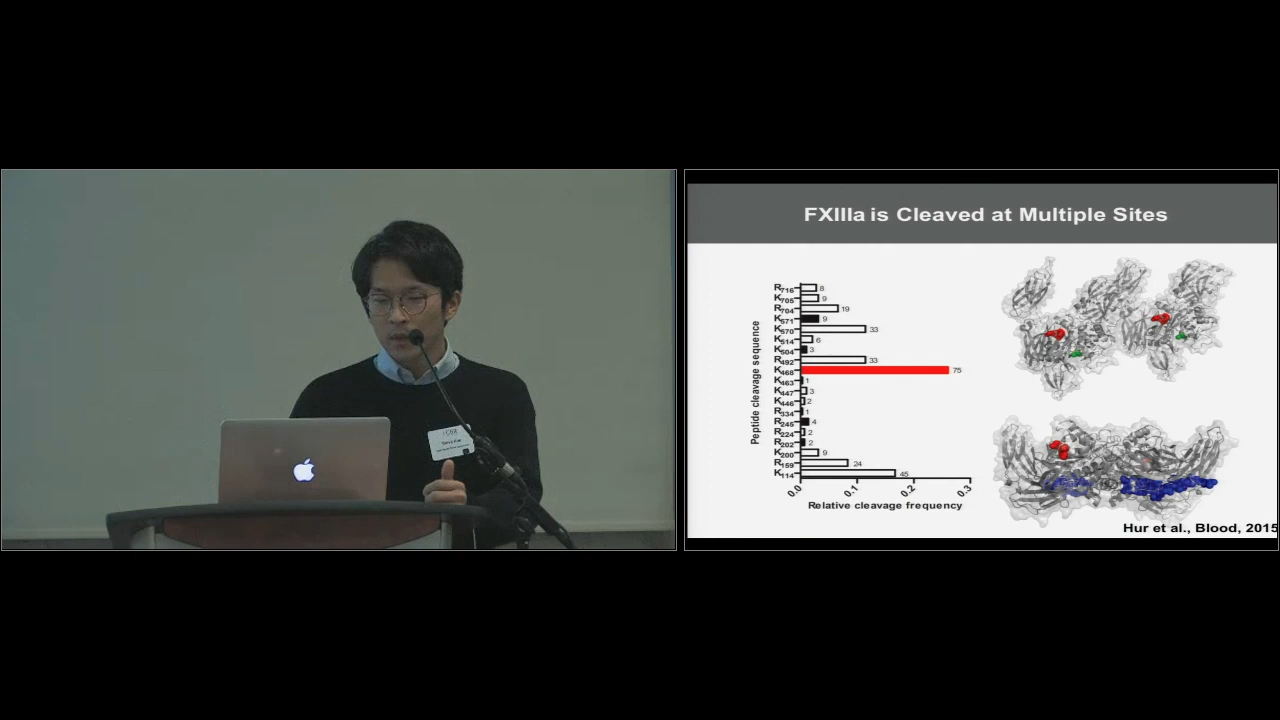 FXIIIa is Cleaved at Multiple Sites
Peptide cleavage sequence
R716 8
K705 9
R704 19
K571 9
K570 33
K514 6
K504 3
R492 33
K468 75
K463 1
K447 3
K446 2
R334 1
R245 4
R224 2
R202 2
K200 9
R159 24
K114 45
0.0 0.1 0.2 0.3
Relative cleavage frequency
Hur et al., Blood, 2015